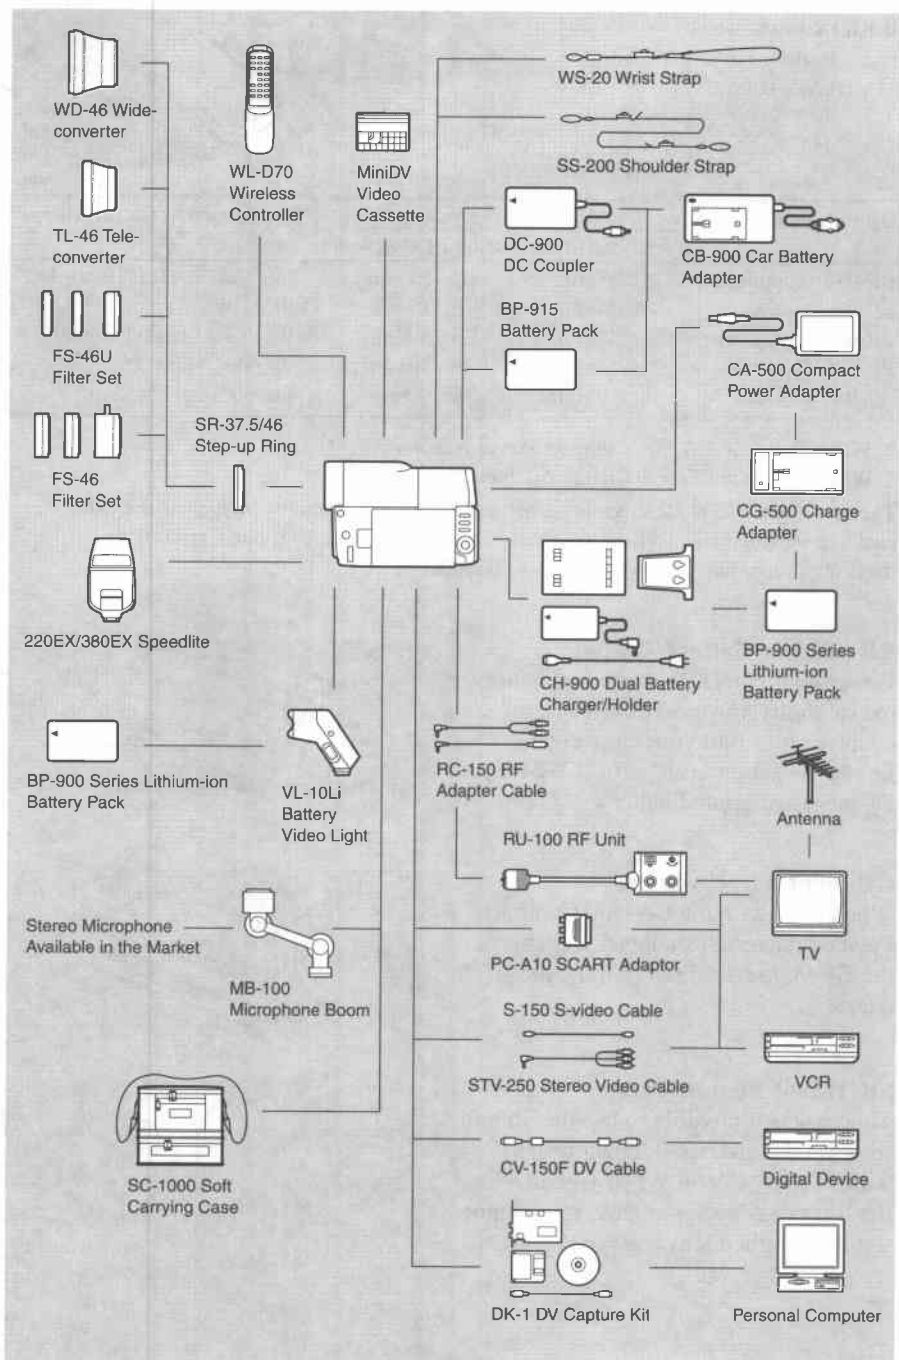 WD-46 Wide-
converter
WL-D70
Wireless
Controller
MiniDV
Video
Cassette
WS-20 Wrist Strap
SS-200 Shoulder Strap
TL-46 Tele-
converter
DC-900
DC Coupler
CB-900 Car Battery
Adapter
BP-915
Battery Pack
FS-46U
Filter Set
CA-500 Compact
Power Adapter
SR-37.5/46
Step-up Ring
FS-46
Filter Set
CG-500 Charge
Adapter
220EX/380EX Speedlite
CH-900 Dual Battery
Charger/Holder
BP-900 Series
Lithium-ion
Battery Pack
BP-900 Series Lithium-ion
Battery Pack
VL-10Li
Battery
Video Light
RC-150 RF
Adapter Cable
Antenna
RU-100 RF Unit
TV
Stereo Microphone
Available in the Market
MB-100
Microphone Boom
PC-A10 SCART Adaptor
S-150 S-video Cable
STV-250 Stereo Video Cable
VCR
SC-1000 Soft
Carrying Case
CV-150F DV Cable
Digital Device
DK-1 DV Capture Kit
Personal Computer